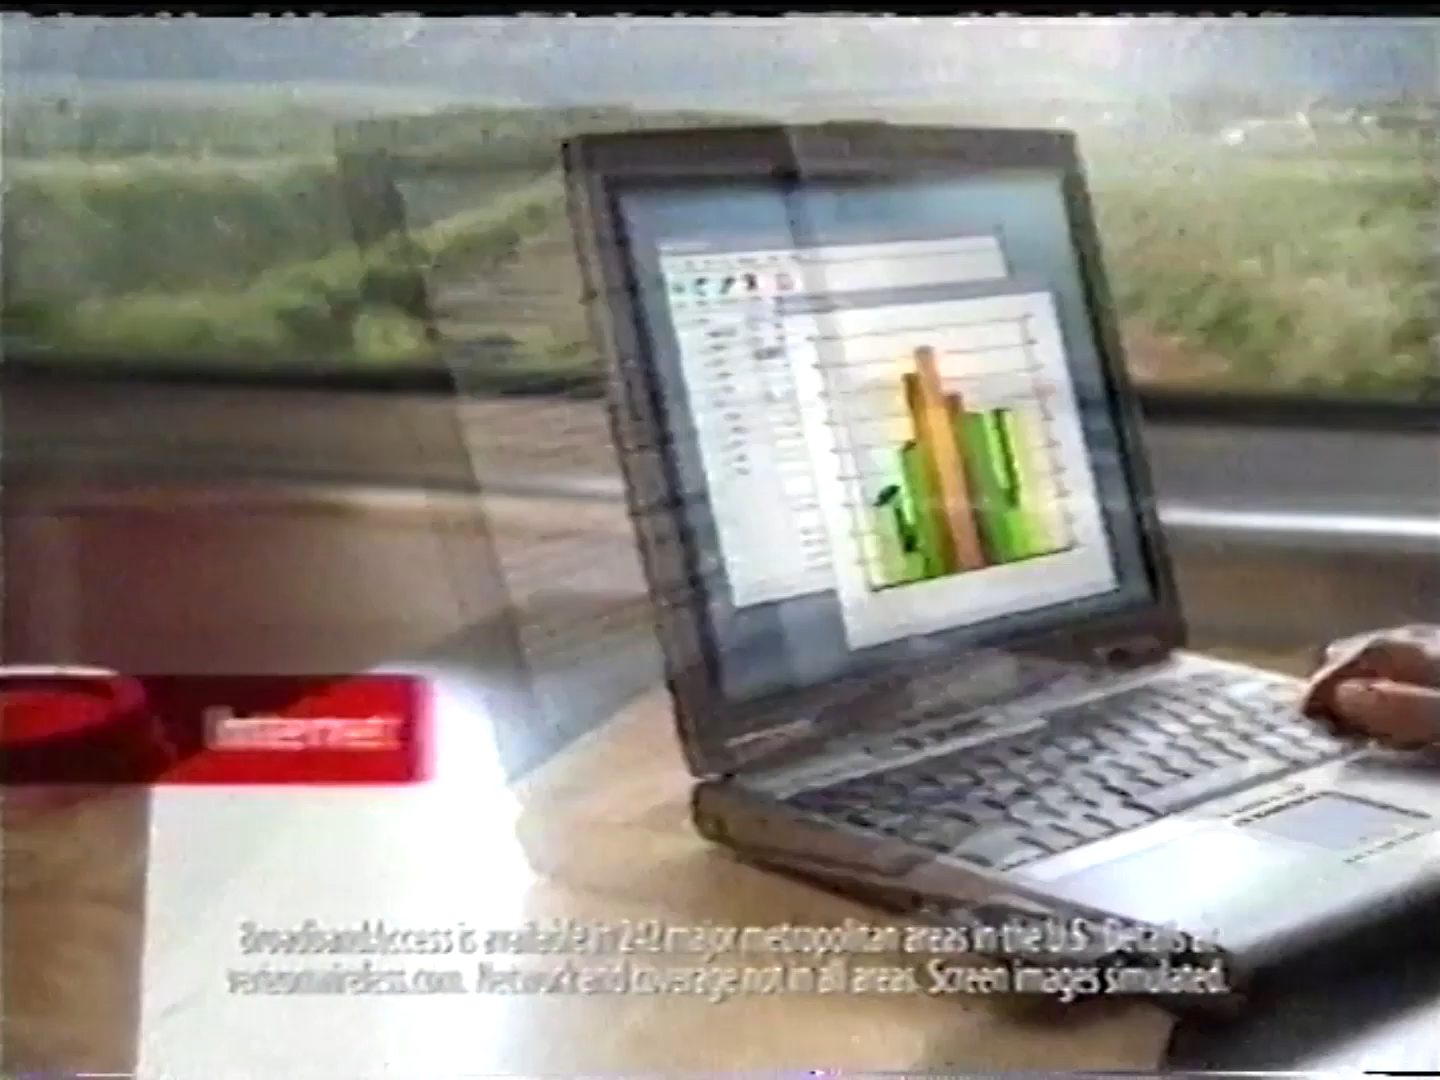 Internet
BroadbandAccess is available in 242 major metropolitan areas in the U.S. Details at
verizonwireless.com. Network and coverage not in all areas. Screen images simulated.